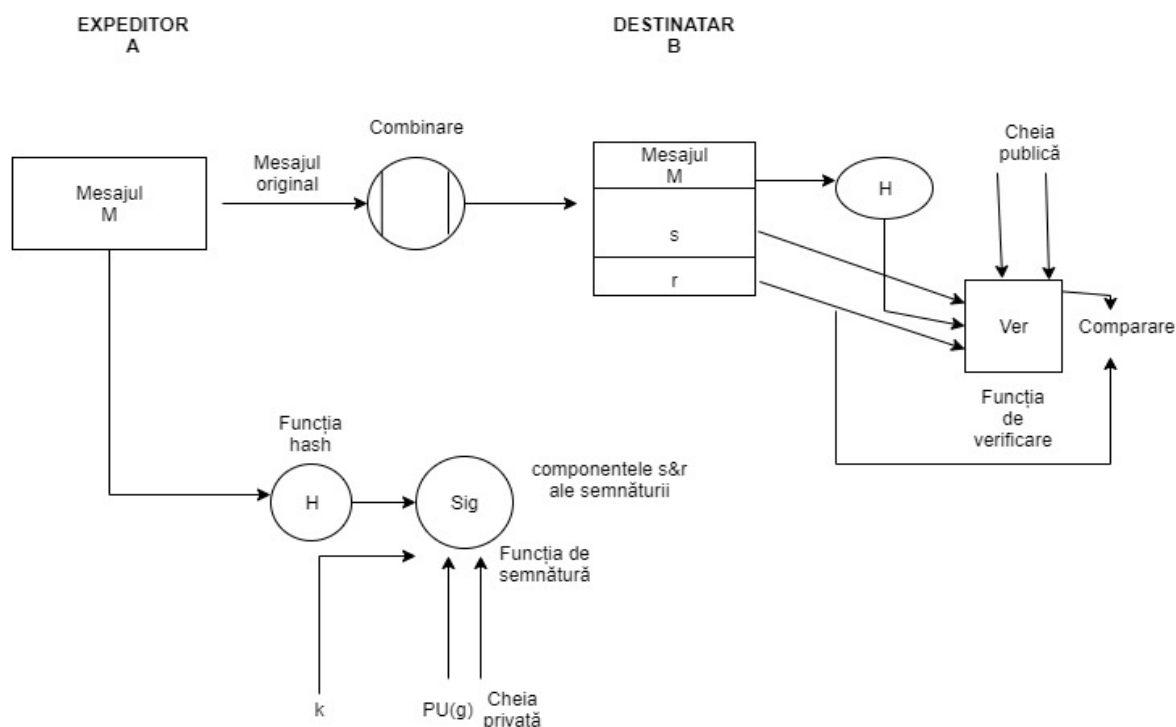 EXPEDITOR
A
DESTINATAR
B
Combinare
Mesajul
M
Mesajul
original
Mesajul
M
s
r
H
Cheia
publică
Ver
Comparare
Funcția
de
verificare
Funcția
hash
H
Sig
componentele s&r
ale semnăturii
Funcția de
semnătură
k
PU(g)
Cheia
privată